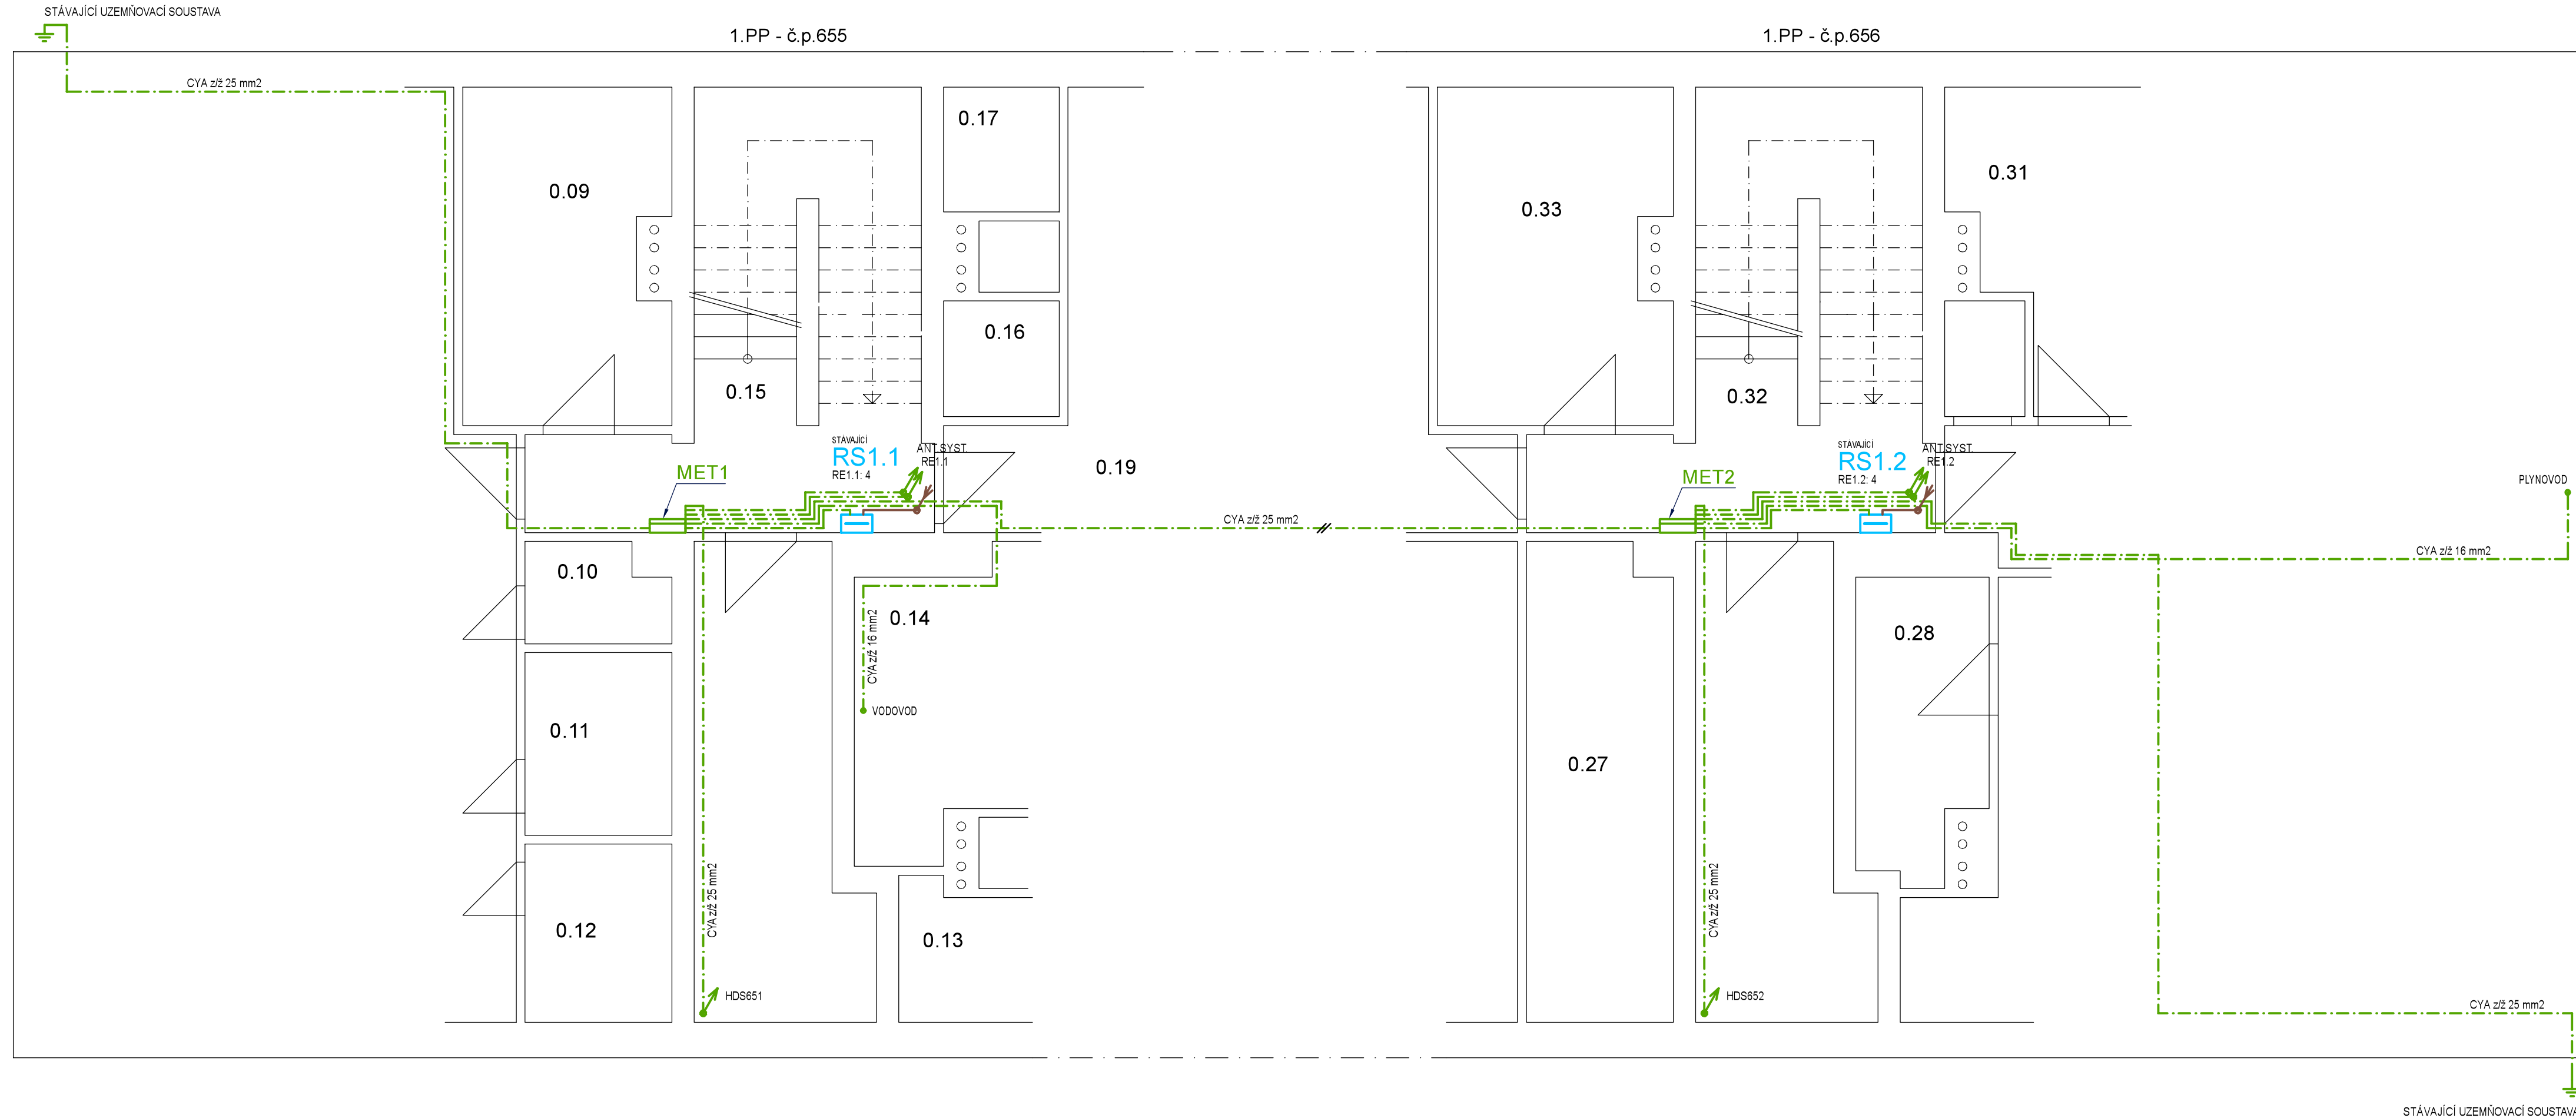 STÁVAJÍCÍ UZEMŇOVACÍ SOUSTAVA
1.PP - č.p.655
1.PP - č.p.656
CYA z/ž 25 mm2
0.17
0.09
0.33
0.31
0.16
0.15
0.32
STÁVAJÍCÍ
RS1.1
RE1.1: 4
ANT.SYST.
RE1.1
0.19
MET1
STÁVAJÍCÍ
RS1.2
RE1.2: 4
ANT.SYST.
RE1.2
MET2
PLYNOVOD
CYA z/ž 25 mm2
CYA z/ž 16 mm2
0.10
0.14
CYA z/ž 16 mm2
0.28
VODOVOD
0.11
0.27
CYA z/ž 25 mm2
CYA z/ž 25 mm2
0.12
0.13
HDS651
HDS652
CYA z/ž 25 mm2
STÁVAJÍCÍ UZEMŇOVACÍ SOUSTAVA